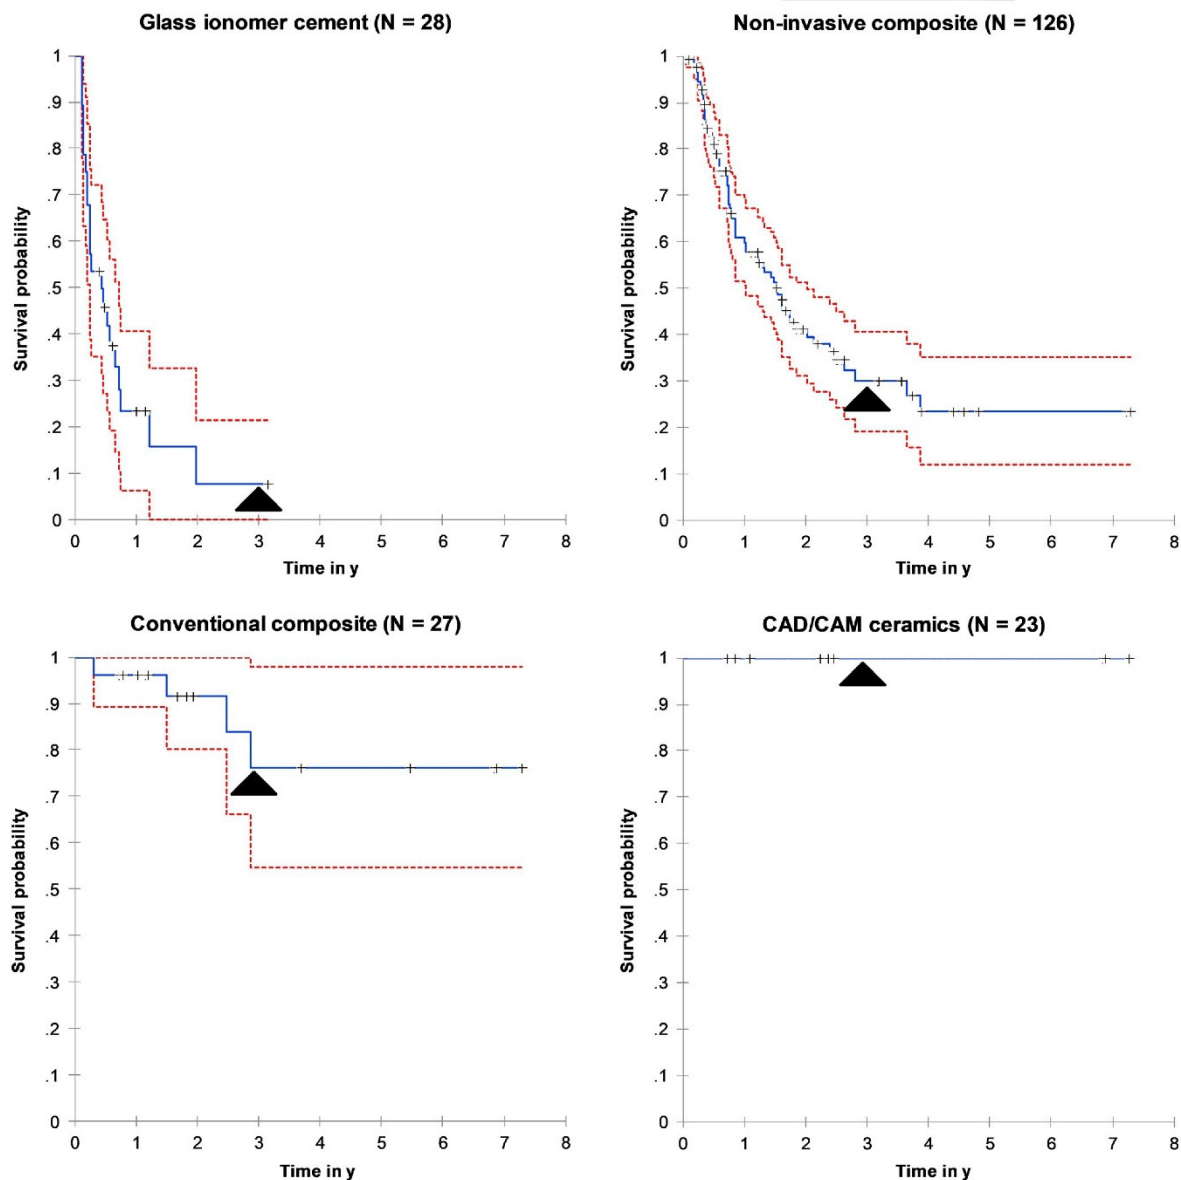 Glass ionomer cement (N = 28)
1
.9
.8
.7
.6
.5
.4
.3
.2
.1
0
Survival probability
0 1 2 3 4 5 6 7 8
Time in y
Non-invasive composite (N = 126)
1
.9
.8
.7
.6
.5
.4
.3
.2
.1
0
Survival probability
0 1 2 3 4 5 6 7 8
Time in y
Conventional composite (N = 27)
1
.9
.8
.7
.6
.5
.4
.3
.2
.1
0
Survival probability
0 1 2 3 4 5 6 7 8
Time in y
CAD/CAM ceramics (N = 23)
1
.9
.8
.7
.6
.5
.4
.3
.2
.1
0
Survival probability
0 1 2 3 4 5 6 7 8
Time in y